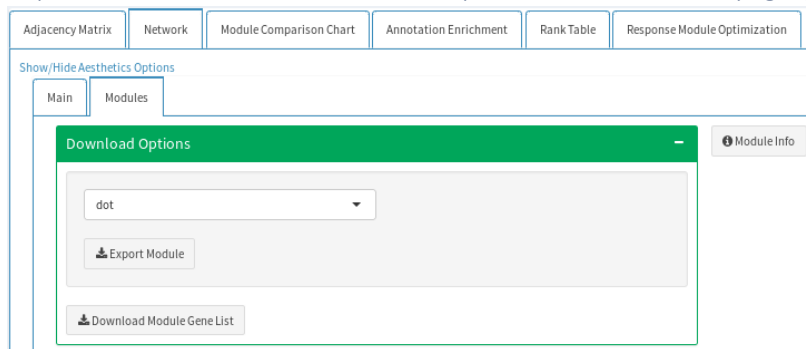 Adjacency Matrix Network Module Comparison Chart Annotation Enrichment Rank Table Response Module Optimization
Show/Hide Aesthetics Options
Main Modules
Download Options
Module Info
dot
Export Module
Download Module Gene List